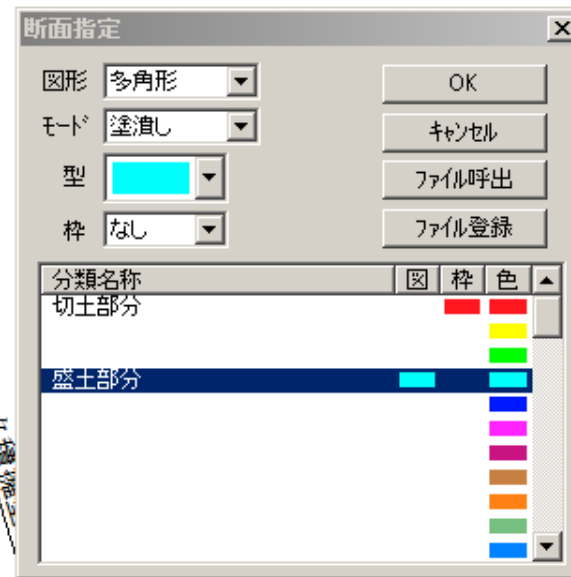 断面指定
図形 多角形 OK
モード 塗潰し キャンセル
型 ファイル呼出
枠 なし ファイル登録
分類名称 図 枠 色
切土部分
盛土部分